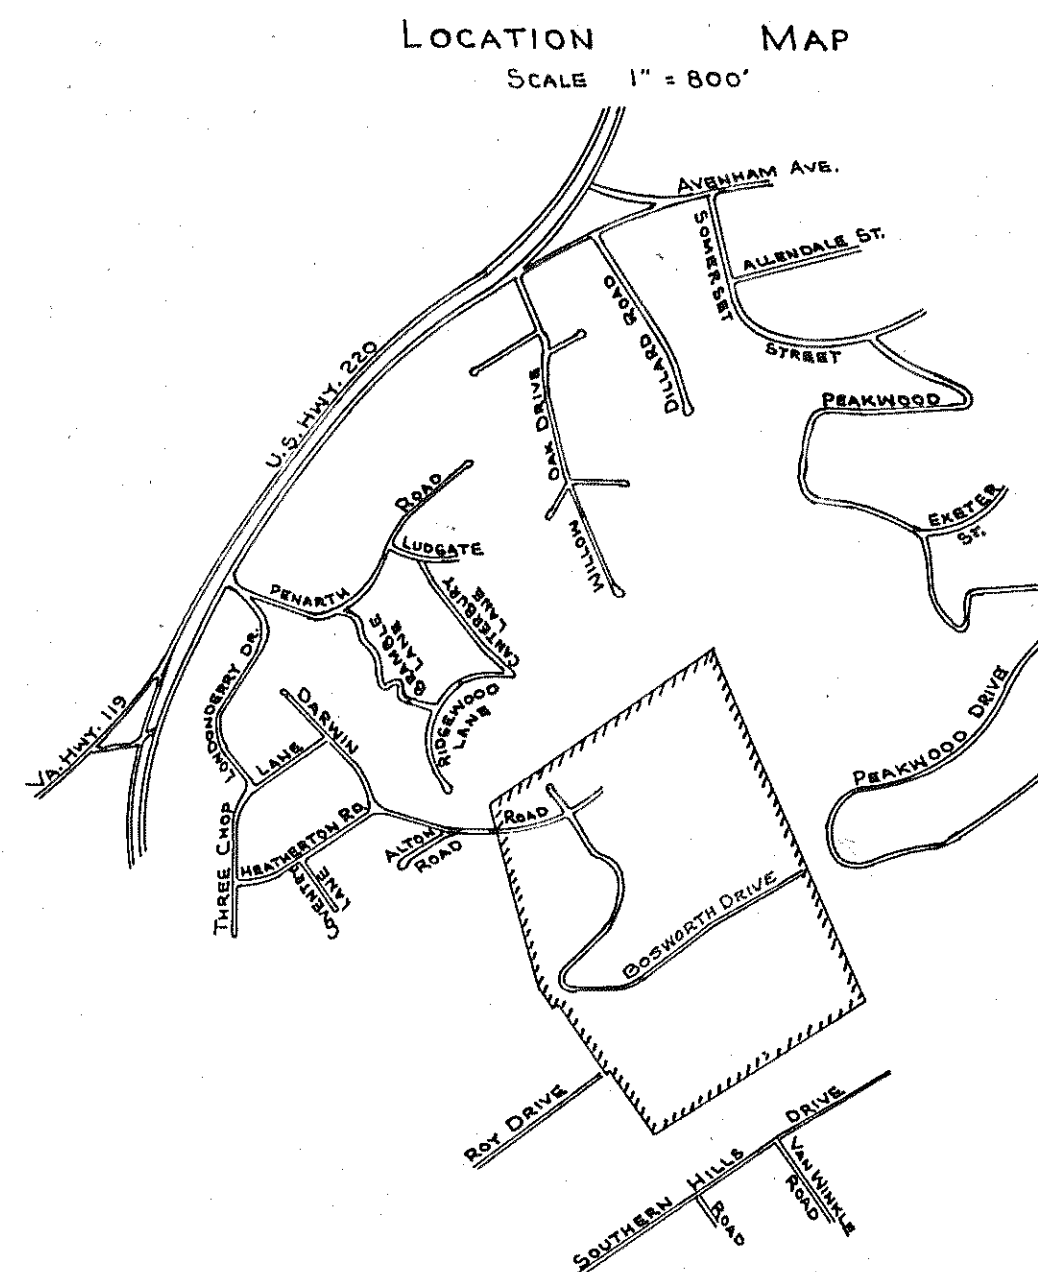 LOCATION MAP
SCALE 1" = 800'
AVENHAM AVE.
SOMERSET
STREET
ALLENDALE ST.
DILLARD ROAD
U.S. HWY. 220
PEAKWOOD
WILLOW OAK DRIVE
EXETER
ST.
PENARTH ROAD
LUDGATE
CANTERBURY
LANE
BRAMBLE
LANE
RIDGEWOOD
LANE
LONDONDERRY DR.
VA. HWY. 119
DARWIN ROAD
LANE
PEAKWOOD DRIVE
THREE CHOP
HEATHERTON RD.
ALTON
ROAD
COVENTRY
LANE
BOSWORTH DRIVE
ROY DRIVE
SOUTHERN HILLS DRIVE
VAN WINKLE
ROAD
ROAD